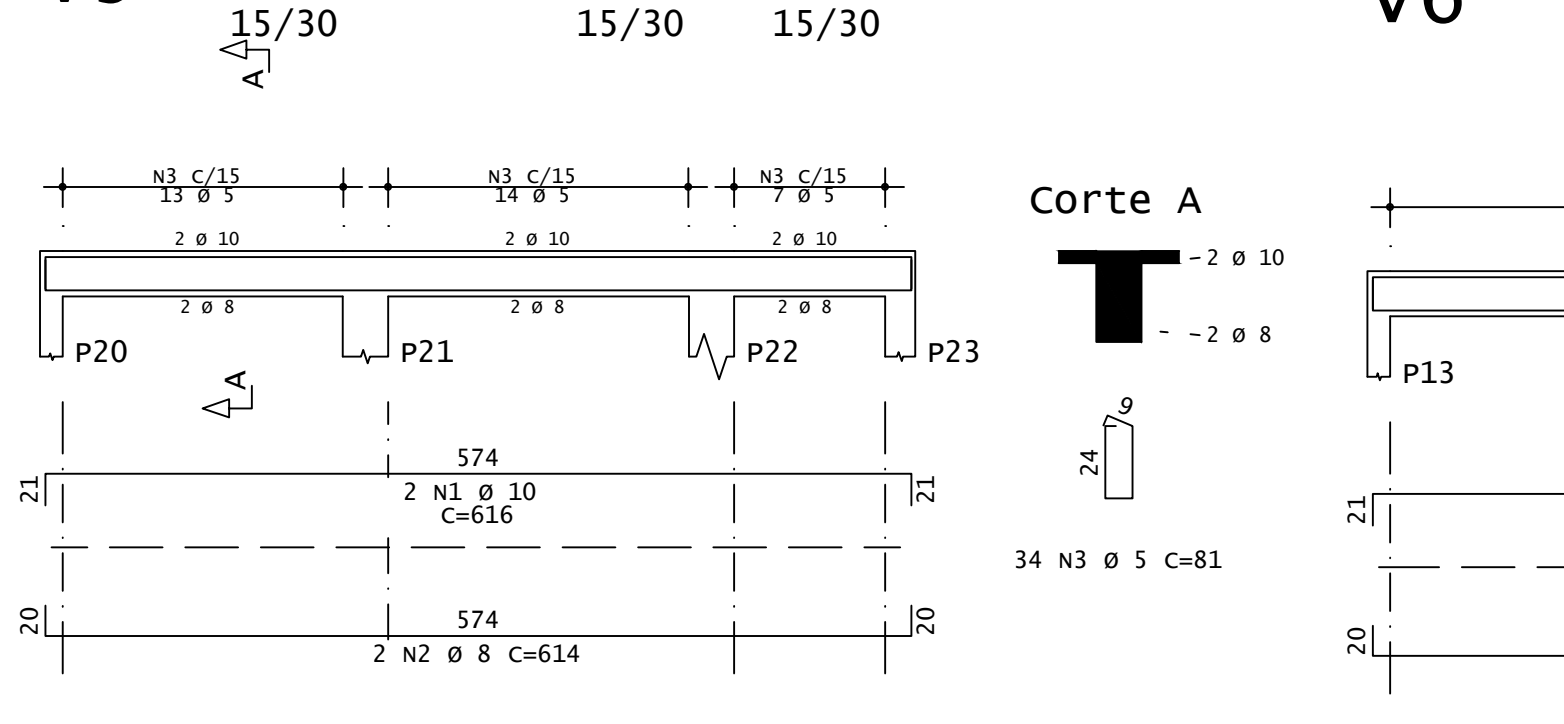 15/30
15/30
15/30
A
N3 C/15
13 Ø 5
N3 C/15
14 Ø 5
N3 C/15
7 Ø 5
2 Ø 10
2 Ø 10
2 Ø 10
2 Ø 8
2 Ø 8
2 Ø 8
P20
P21
P22
P23
A
574
21
21
2 N1 Ø 10
C=616
574
20
20
2 N2 Ø 8 C=614
Corte A
2 Ø 10
2 Ø 8
9
24
34 N3 Ø 5 C=81
P13
21
20